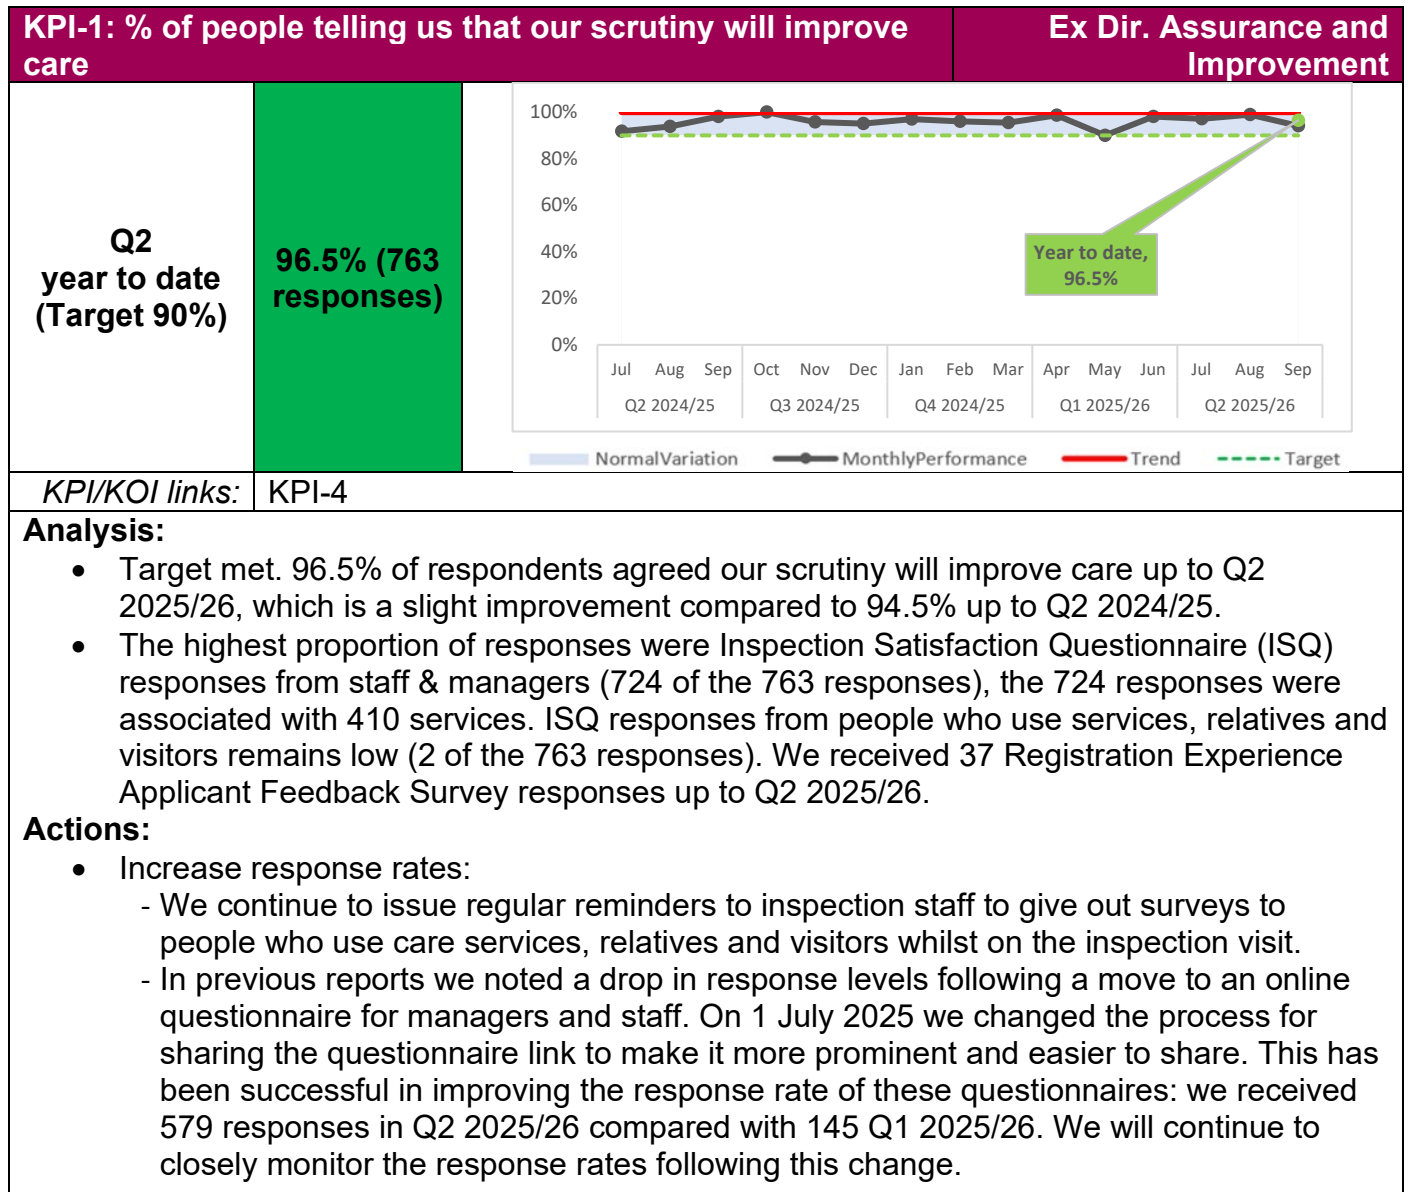 KPI-1: % of people telling us that our scrutiny will improve
care
Ex Dir. Assurance and
Improvement
Q2
year to date
(Target 90%)
96.5% (763
responses)
100%
80%
60%
40%
20%
0%
Year to date,
96.5%
Jul Aug Sep Oct Nov Dec Jan Feb Mar Apr May Jun Jul Aug Sep
Q2 2024/25 Q3 2024/25 Q4 2024/25 Q1 2025/26 Q2 2025/26
NormalVariation MonthlyPerformance Trend Target
KPI/KOI links: KPI-4
Analysis:
• Target met. 96.5% of respondents agreed our scrutiny will improve care up to Q2
2025/26, which is a slight improvement compared to 94.5% up to Q2 2024/25.
• The highest proportion of responses were Inspection Satisfaction Questionnaire (ISQ)
responses from staff & managers (724 of the 763 responses), the 724 responses were
associated with 410 services. ISQ responses from people who use services, relatives and
visitors remains low (2 of the 763 responses). We received 37 Registration Experience
Applicant Feedback Survey responses up to Q2 2025/26.
Actions:
• Increase response rates:
- We continue to issue regular reminders to inspection staff to give out surveys to
people who use care services, relatives and visitors whilst on the inspection visit.
- In previous reports we noted a drop in response levels following a move to an online
questionnaire for managers and staff. On 1 July 2025 we changed the process for
sharing the questionnaire link to make it more prominent and easier to share. This has
been successful in improving the response rate of these questionnaires: we received
579 responses in Q2 2025/26 compared with 145 Q1 2025/26. We will continue to
closely monitor the response rates following this change.